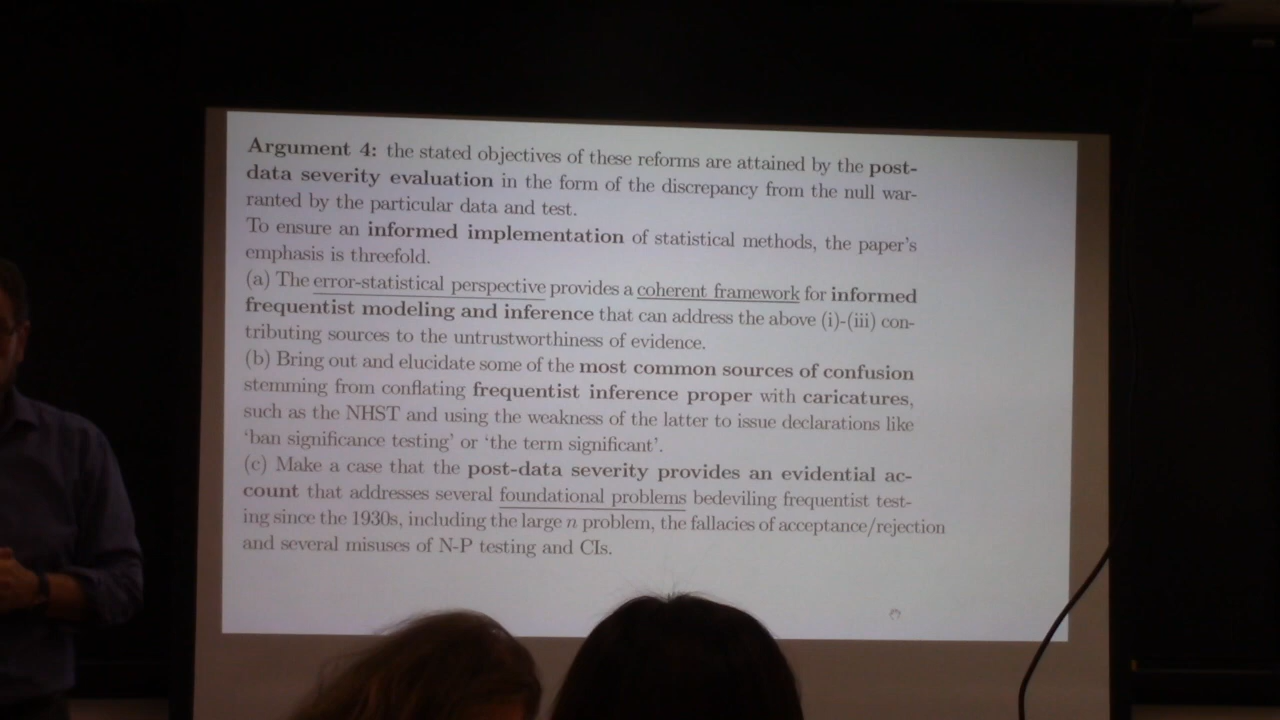 Argument 4: the stated objectives of these reforms are attained by the post-
data severity evaluation in the form of the discrepancy from the null war-
ranted by the particular data and test.
To ensure an informed implementation of statistical methods, the paper's
emphasis is threefold.
(a) The error-statistical perspective provides a coherent framework for informed
frequentist modeling and inference that can address the above (i)-(iii) con-
tributing sources to the untrustworthiness of evidence.
(b) Bring out and elucidate some of the most common sources of confusion
stemming from conflating frequentist inference proper with caricatures,
such as the NHST and using the weakness of the latter to issue declarations like
‘ban significance testing’ or ‘the term significant’.
(c) Make a case that the post-data severity provides an evidential ac-
count that addresses several foundational problems bedeviling frequentist test-
ing since the 1930s, including the large n problem, the fallacies of acceptance/rejection
and several misuses of N-P testing and CIs.